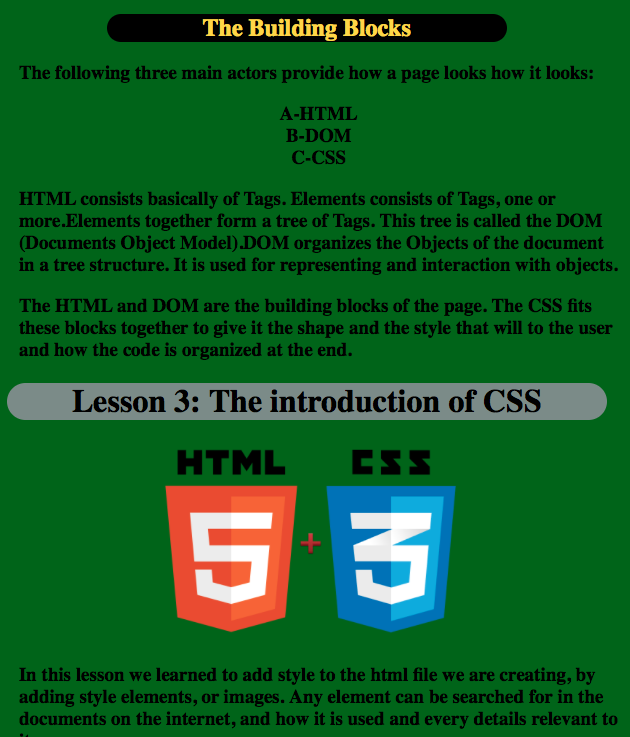 The Building Blocks
The following three main actors provide how a page looks how it looks:
A-HTML
B-DOM
C-CSS
HTML consists basically of Tags. Elements consists of Tags, one or
more.Elements together form a tree of Tags. This tree is called the DOM
(Documents Object Model).DOM organizes the Objects of the document
in a tree structure. It is used for representing and interaction with objects.
The HTML and DOM are the building blocks of the page. The CSS fits
these blocks together to give it the shape and the style that will to the user
and how the code is organized at the end.
Lesson 3: The introduction of CSS
HTML CSS
5 + 3
In this lesson we learned to add style to the html file we are creating, by
adding style elements, or images. Any element can be searched for in the
documents on the internet, and how it is used and every details relevant to